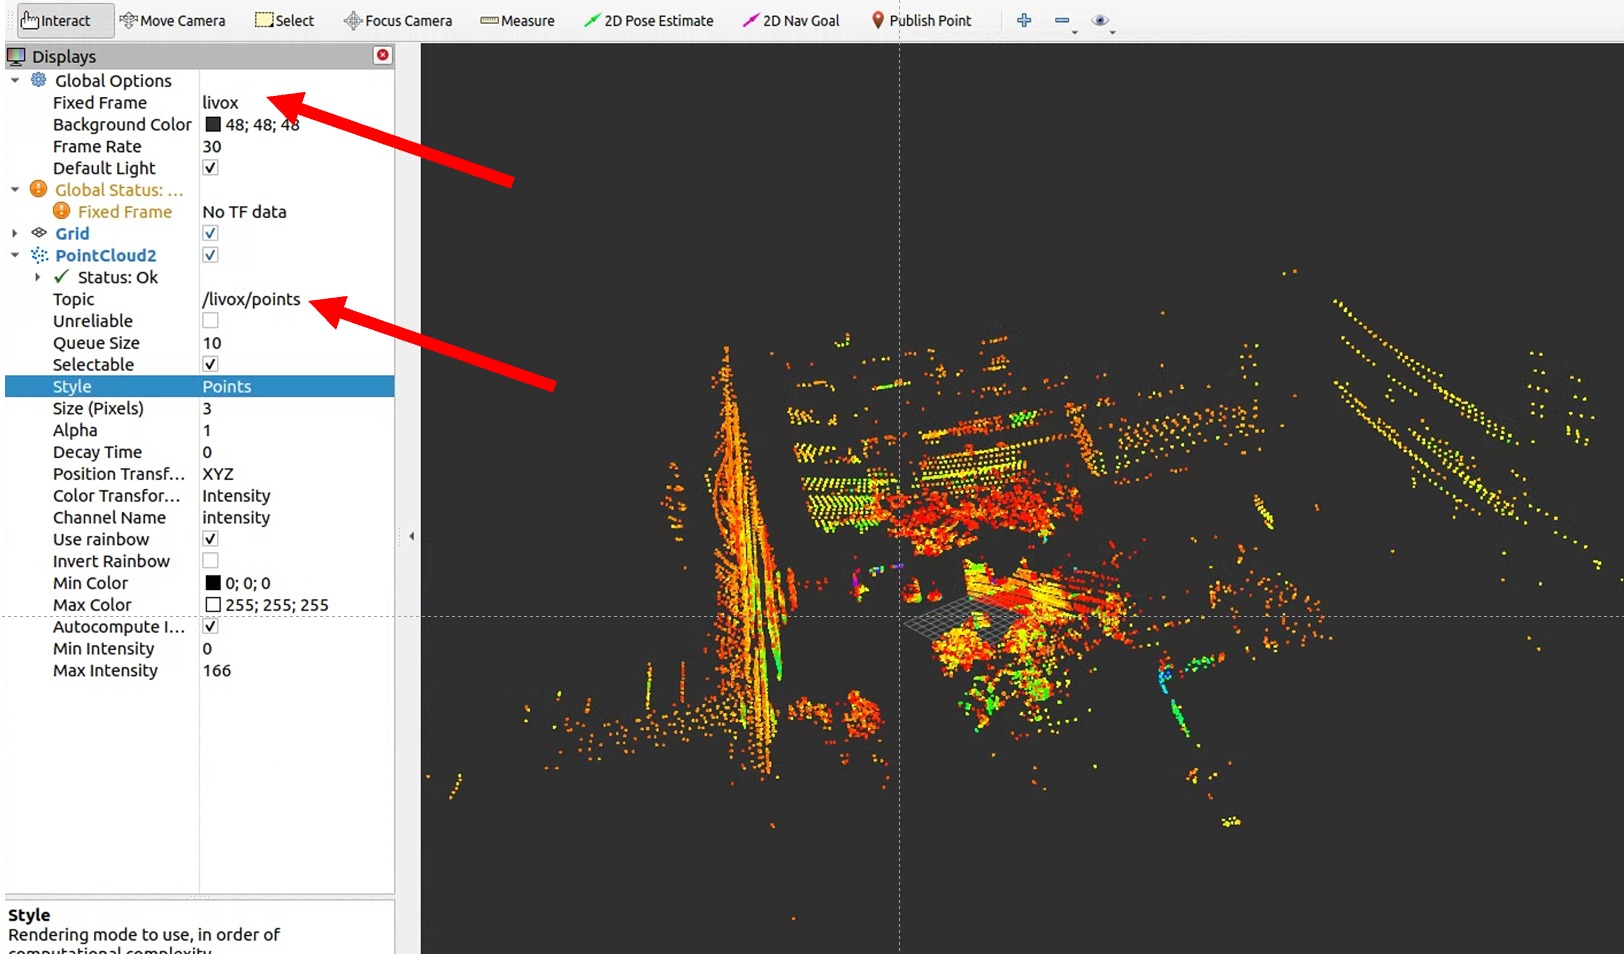 Interact Move Camera Select Focus Camera Measure 2D Pose Estimate 2D Nav Goal Publish Point
Displays
Global Options
Fixed Frame livox
Background Color 48; 48; 48
Frame Rate 30
Default Light
Global Status: ...
Fixed Frame No TF data
Grid
PointCloud2
Status: Ok
Topic /livox/points
Unreliable
Queue Size 10
Selectable
Style Points
Size (Pixels) 3
Alpha 1
Decay Time 0
Position Transf... XYZ
Color Transfor... Intensity
Channel Name intensity
Use rainbow
Invert Rainbow
Min Color 0; 0; 0
Max Color 255; 255; 255
Autocompute I...
Min Intensity 0
Max Intensity 166
Style
Rendering mode to use, in order of
computational complexity